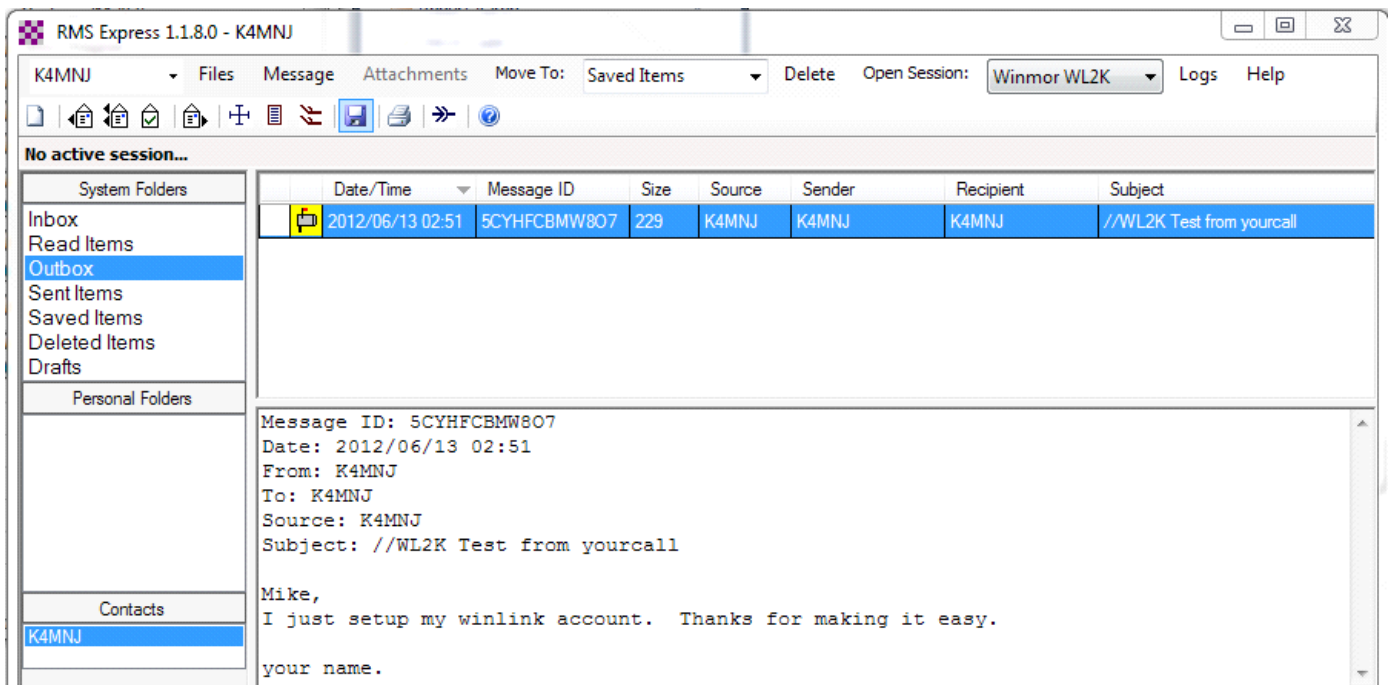 RMS Express 1.1.8.0 - K4MNJ
K4MNJ Files Message Attachments Move To: Saved Items Delete Open Session: Winmor WL2K Logs Help
No active session...
System Folders
Inbox
Read Items
Outbox
Sent Items
Saved Items
Deleted Items
Drafts
Personal Folders
Contacts
K4MNJ
Date/Time Message ID Size Source Sender Recipient Subject
2012/06/13 02:51 5CYHFCBMW8O7 229 K4MNJ K4MNJ K4MNJ //WL2K Test from yourcall
Message ID: 5CYHFCBMW8O7
Date: 2012/06/13 02:51
From: K4MNJ
To: K4MNJ
Source: K4MNJ
Subject: //WL2K Test from yourcall
Mike,
I just setup my winlink account.  Thanks for making it easy.
your name.